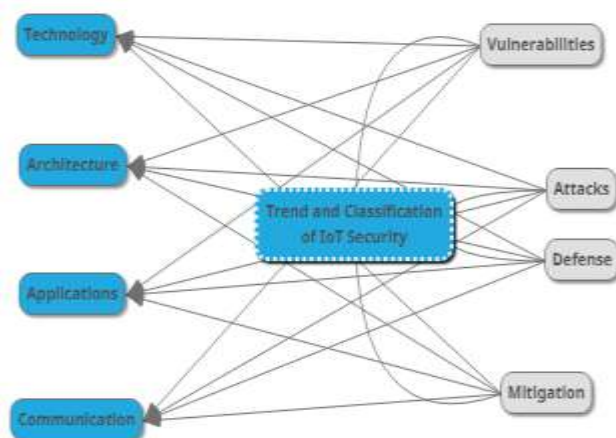 Technology
Vulnerabilities
Architecture
Attacks
Trend and Classification
of IoT Security
Defense
Applications
Mitigation
Communication